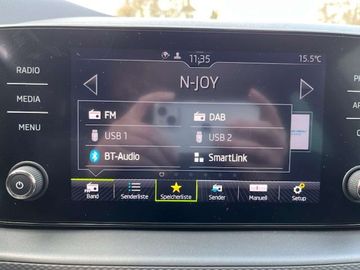 11:35 15.5°C
RADIO
N-JOY
MEDIA
FM DAB
USB 1 USB 2
MENU
BT-Audio SmartLink
Band Senderliste Speicherliste Sender Manuell Setup